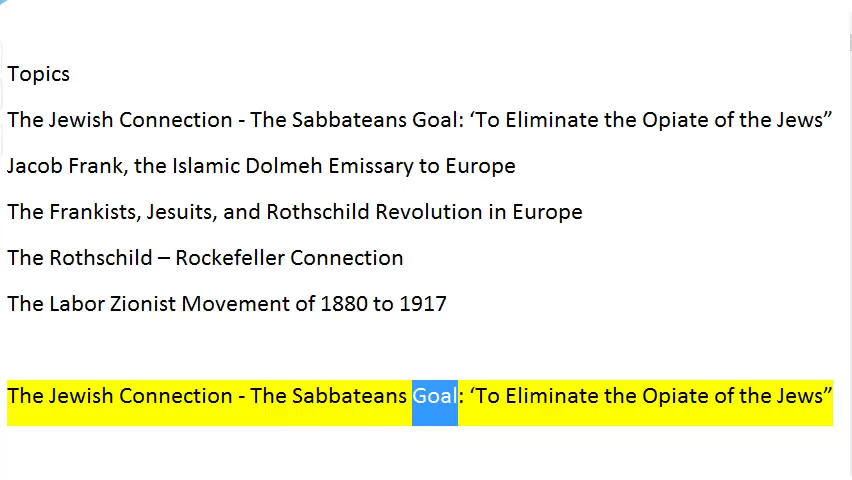 Topics
The Jewish Connection - The Sabbateans Goal: ‘To Eliminate the Opiate of the Jews”
Jacob Frank, the Islamic Dolmeh Emissary to Europe
The Frankists, Jesuits, and Rothschild Revolution in Europe
The Rothschild – Rockefeller Connection
The Labor Zionist Movement of 1880 to 1917
The Jewish Connection - The Sabbateans Goal: ‘To Eliminate the Opiate of the Jews”